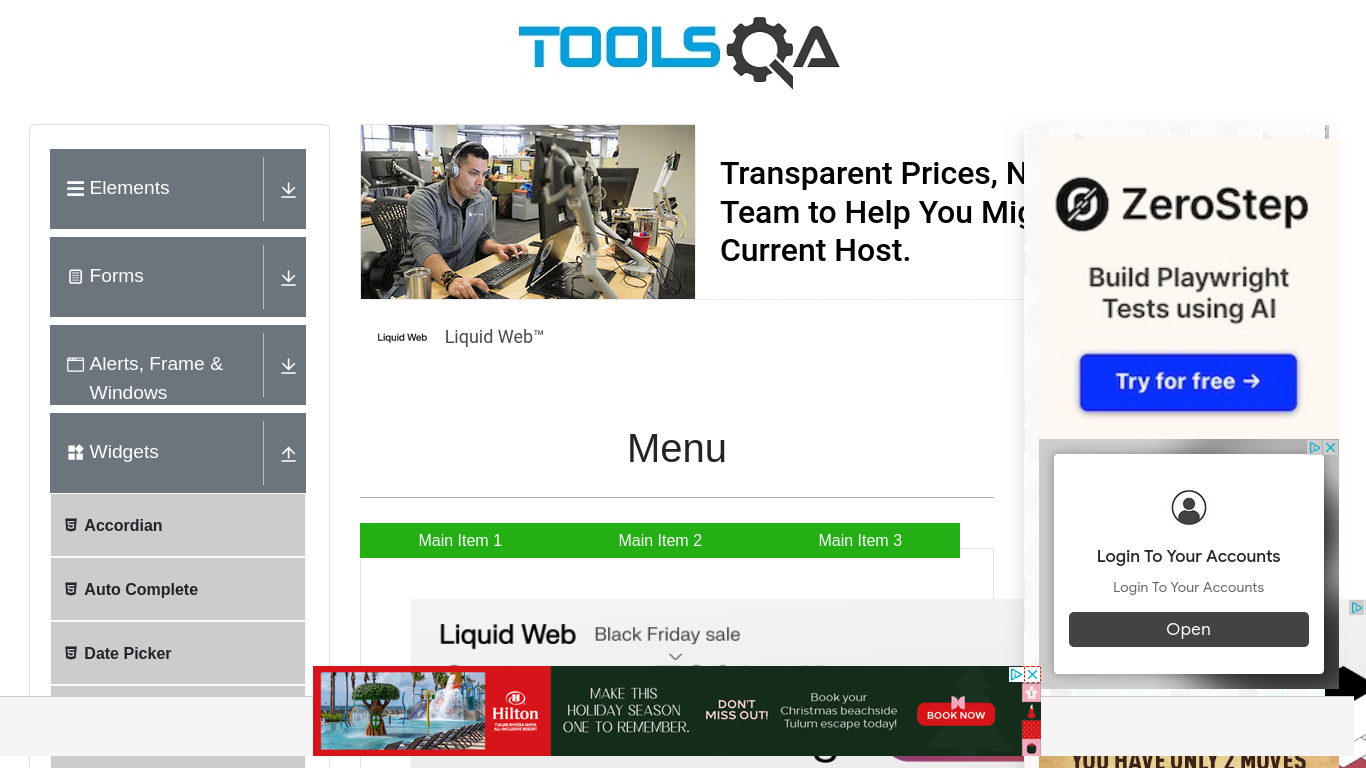 TOOLSQA
Elements
Forms
Alerts, Frame &
Windows
Widgets
Accordian
Auto Complete
Date Picker
Transparent Prices, N
Team to Help You Mig
Current Host.
Liquid Web
Liquid Web™
Menu
Main Item 1
Main Item 2
Main Item 3
Liquid Web
Black Friday sale
ZeroStep
Build Playwright
Tests using AI
Try for free →
Login To Your Accounts
Login To Your Accounts
Open
Hilton
TULUM RIVIERA MAYA
ALL-INCLUSIVE RESORT
MAKE THIS
HOLIDAY SEASON
ONE TO REMEMBER.
DON'T
MISS OUT!
Book your
Christmas beachside
Tulum escape today!
BOOK NOW
YOU HAVE ONLY 2 MOVES